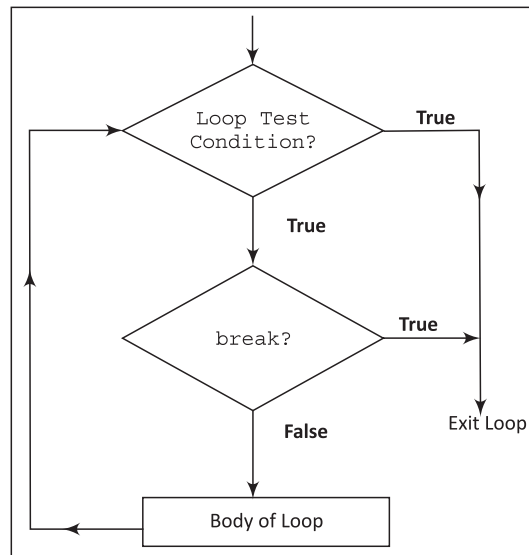 Loop Test
Condition?
True
True
break?
True
Exit Loop
False
Body of Loop